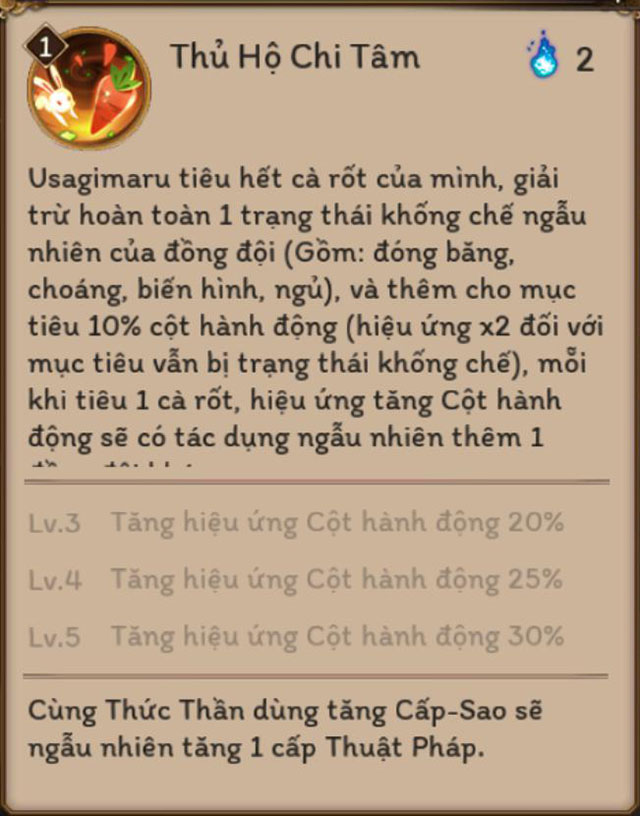 1
Thủ Hộ Chi Tâm
2
Usagimaru tiêu hết cà rốt của mình, giải
trừ hoàn toàn 1 trạng thái khống chế ngẫu
nhiên của đồng đội (Gồm: đóng băng,
choáng, biến hình, ngủ), và thêm cho mục
tiêu 10% cột hành động (hiệu ứng x2 đối với
mục tiêu vẫn bị trạng thái khống chế), mỗi
khi tiêu 1 cà rốt, hiệu ứng tăng Cột hành
động sẽ có tác dụng ngẫu nhiên thêm 1
Lv.3 Tăng hiệu ứng Cột hành động 20%
Lv.4 Tăng hiệu ứng Cột hành động 25%
Lv.5 Tăng hiệu ứng Cột hành động 30%
Cùng Thức Thần dùng tăng Cấp-Sao sẽ
ngẫu nhiên tăng 1 cấp Thuật Pháp.